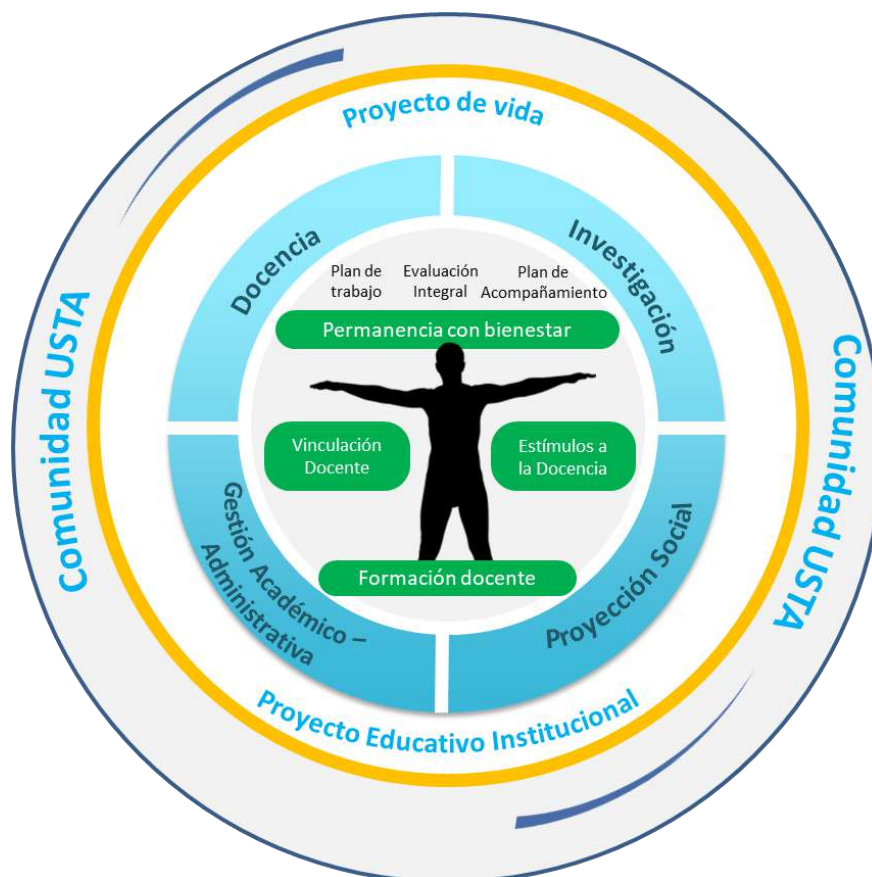 Proyecto de vida
Comunidad USTA
Comunidad USTA
Docencia
Investigación
Plan de
trabajo
Evaluación
Integral
Plan de
Acompañamiento
Permanencia con bienestar
Vinculación
Docente
Estímulos a
la Docencia
Formación docente
Gestión Académico –
Administrativa
Proyección Social
Proyecto Educativo Institucional